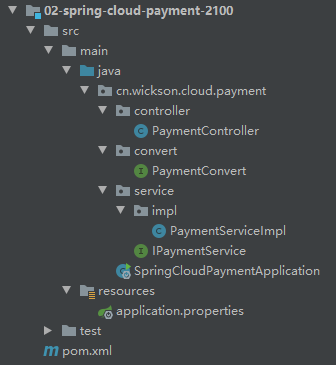 02-spring-cloud-payment-2100
src
main
java
cn.wickson.cloud.payment
controller
PaymentController
convert
PaymentConvert
service
impl
PaymentServiceImpl
IPaymentService
SpringCloudPaymentApplication
resources
application.properties
test
pom.xml